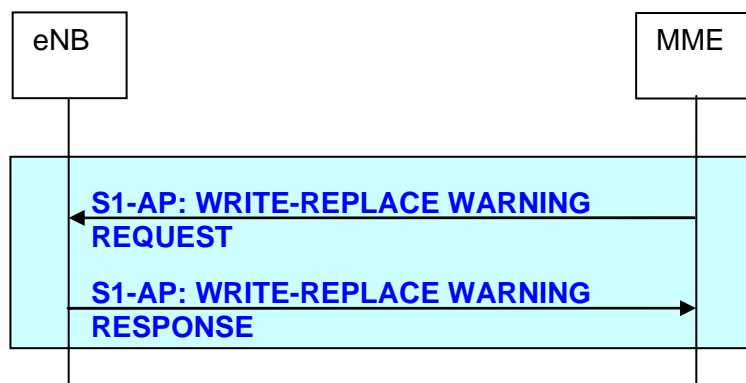 eNB
MME
S1-AP: WRITE-REPLACE WARNING
REQUEST
S1-AP: WRITE-REPLACE WARNING
RESPONSE